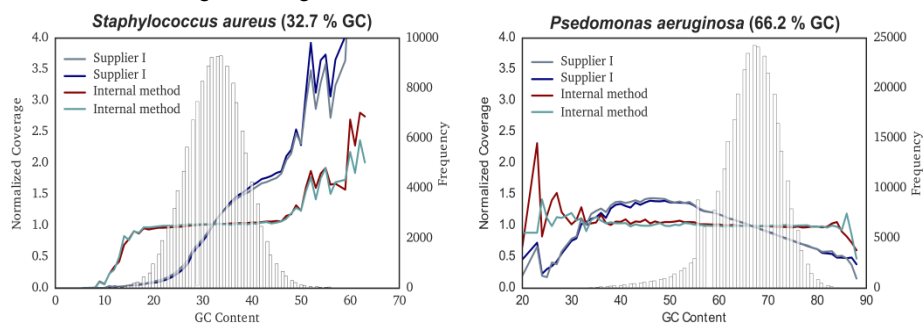 Staphylococcus aureus (32.7 % GC)
4.0
3.5
3.0
2.5
2.0
1.5
1.0
0.5
0.0
Normalized Coverage
Supplier I
Supplier I
Internal method
Internal method
10000
8000
6000
4000
2000
0
Frequency
0 10 20 30 40 50 60 70
GC Content
Psedomonas aeruginosa (66.2 % GC)
4.0
3.5
3.0
2.5
2.0
1.5
1.0
0.5
0.0
Normalized Coverage
Supplier I
Supplier I
Internal method
Internal method
25000
20000
15000
10000
5000
0
Frequency
20 30 40 50 60 70 80 90
GC Content